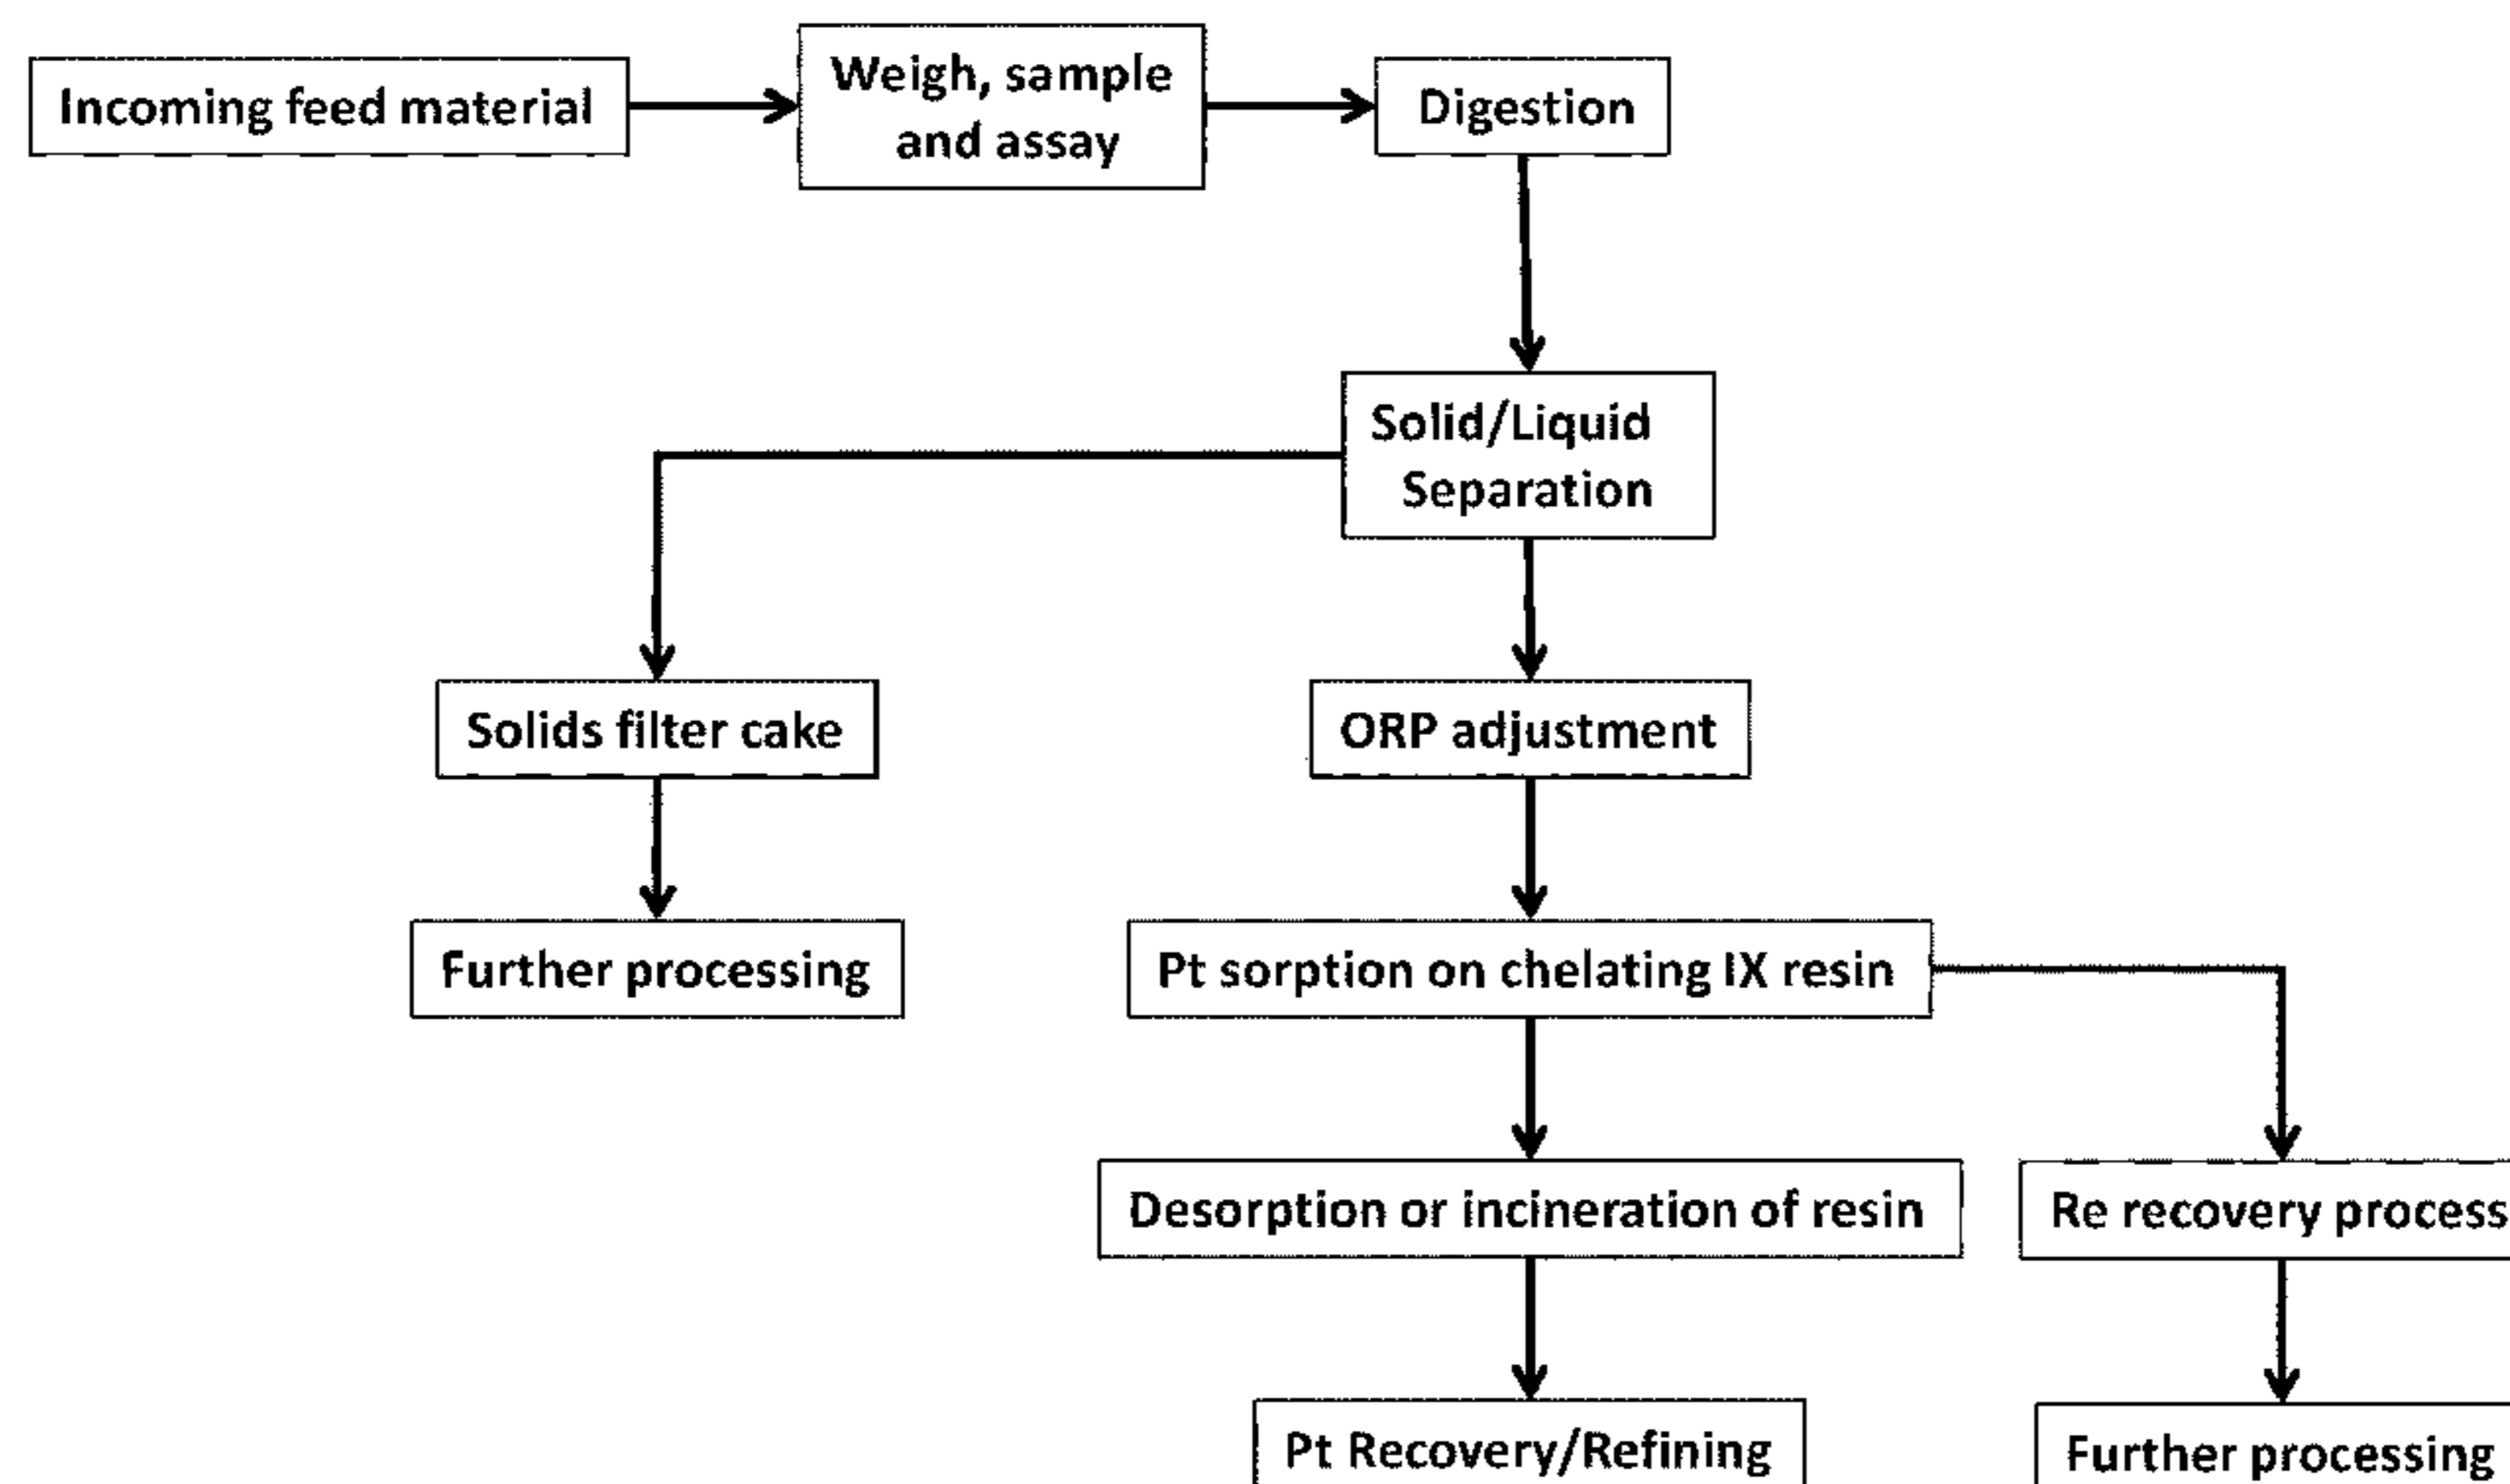 Incoming feed material
Weigh, sample
and assay
Digestion
Solid/Liquid
Separation
Solids filter cake
ORP adjustment
Further processing
Pt sorption on chelating IX resin
Desorption or incineration of resin
Re recovery process
Pt Recovery/Refining
Further processing